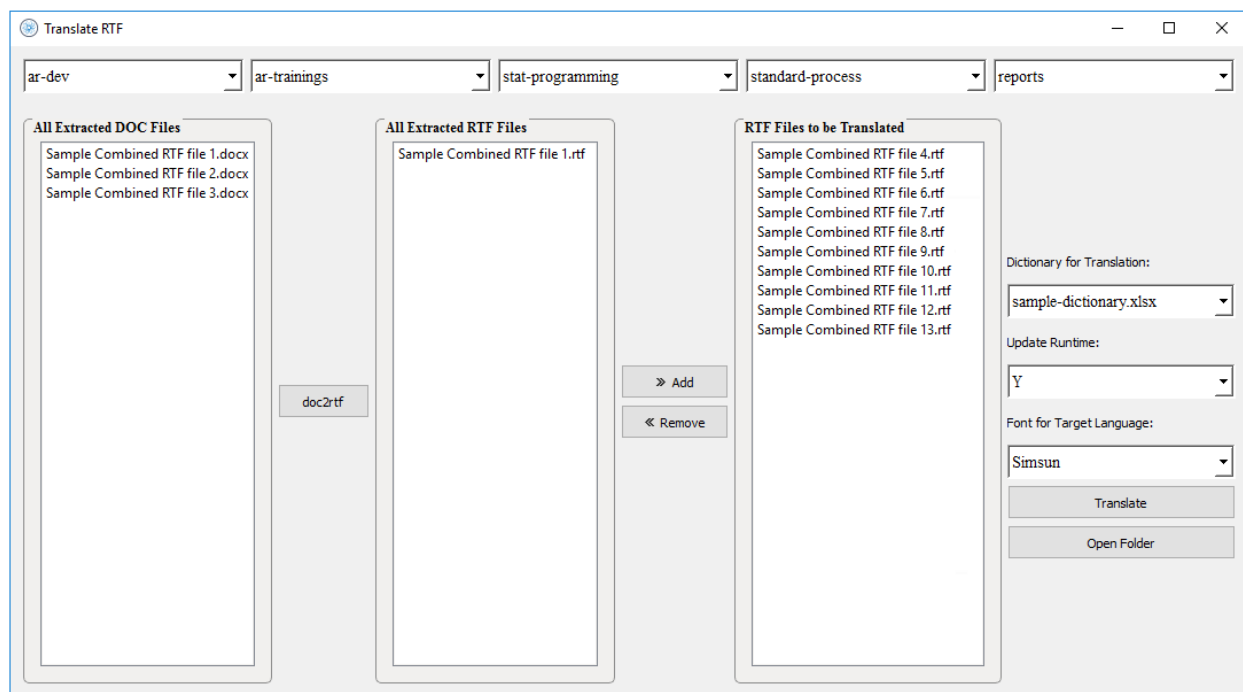 Translate RTF
ar-dev
ar-trainings
stat-programming
standard-process
reports
All Extracted DOC Files
Sample Combined RTF file 1.docx
Sample Combined RTF file 2.docx
Sample Combined RTF file 3.docx
doc2rtf
All Extracted RTF Files
Sample Combined RTF file 1.rtf
» Add
« Remove
RTF Files to be Translated
Sample Combined RTF file 4.rtf
Sample Combined RTF file 5.rtf
Sample Combined RTF file 6.rtf
Sample Combined RTF file 7.rtf
Sample Combined RTF file 8.rtf
Sample Combined RTF file 9.rtf
Sample Combined RTF file 10.rtf
Sample Combined RTF file 11.rtf
Sample Combined RTF file 12.rtf
Sample Combined RTF file 13.rtf
Dictionary for Translation:
sample-dictionary.xlsx
Update Runtime:
Y
Font for Target Language:
Simsun
Translate
Open Folder